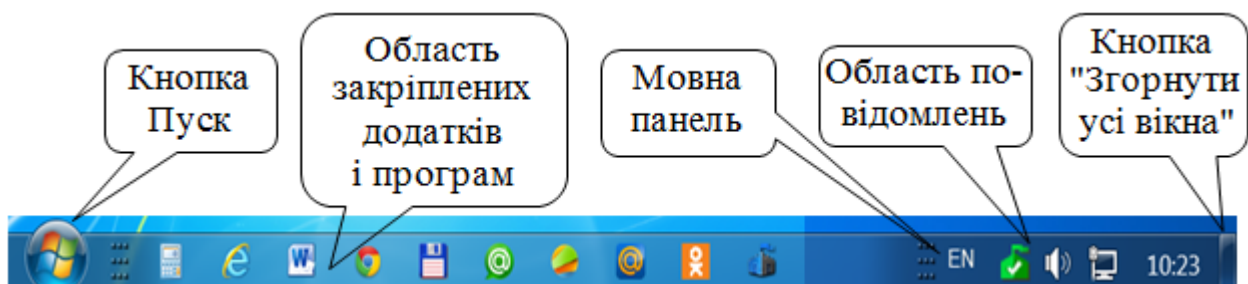 Кнопка
Пуск
Область
закріплених
додатків
і програм
Мовна
панель
Область по-
відомлень
Кнопка
"Згорнути
усі вікна"
W
e
@
@
EN
10:23